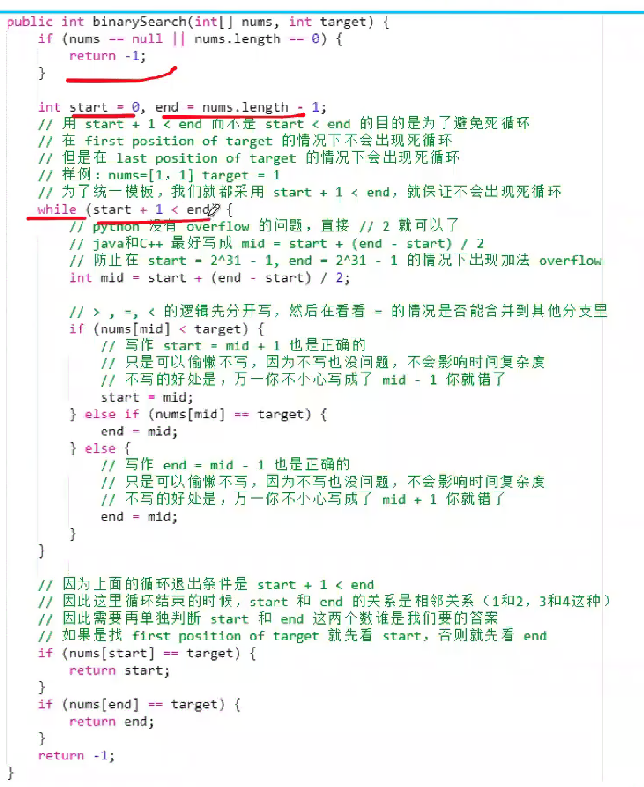 public int binarySearch(int[] nums, int target) {
if (nums == null || nums.length == 0) {
return -1;
}
int start = 0, end = nums.length - 1;
// 用 start + 1 < end 而不是 start < end 的目的是为了避免死循环
// 在 first position of target 的情况下不会出现死循环
// 但是在 last position of target 的情况下会出现死循环
// 样例：nums=[1，1] target = 1
// 为了统一模板，我们就都采用 start + 1 < end，就保证不会出现死循环
while (start + 1 < end) {
// python 没有 overflow 的问题，直接 // 2 就可以了
// java和C++ 最好写成 mid = start + (end - start) / 2
// 防止在 start = 2^31 - 1, end = 2^31 - 1 的情况下出现加法 overflow
int mid = start + (end - start) / 2;
// > , =, < 的逻辑先分开写，然后在看看 = 的情况是否能合并到其他分支里
if (nums[mid] < target) {
// 写作 start = mid + 1 也是正确的
// 只是可以偷懒不写，因为不写也没问题，不会影响时间复杂度
// 不写的好处是，万一你不小心写成了 mid - 1 你就错了
start = mid;
} else if (nums[mid] == target) {
end = mid;
} else {
// 写作 end = mid - 1 也是正确的
// 只是可以偷懒不写，因为不写也没问题，不会影响时间复杂度
// 不写的好处是，万一你不小心写成了 mid + 1 你就错了
end = mid;
}
}
// 因为上面的循环退出条件是 start + 1 < end
// 因此这里循环结束的时候，start 和 end 的关系是相邻关系（1和2，3和4这种）
// 因此需要再单独判断 start 和 end 这两个数谁是我们要的答案
// 如果是找 first position of target 就先看 start，否则就先看 end
if (nums[start] == target) {
return start;
}
if (nums[end] == target) {
return end;
}
return -1;
}